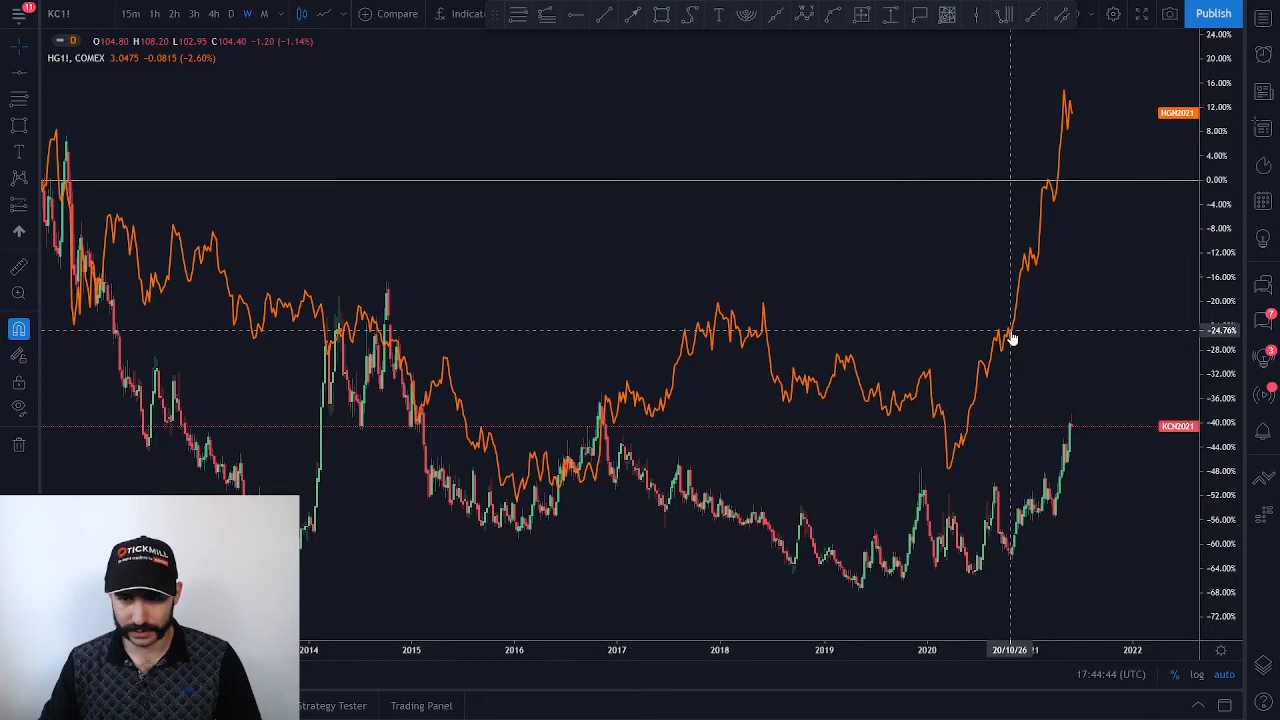 11
KC1!
15m 1h 2h 3h 4h D W M
Compare
Indicat
Publish
D
O104.80 H108.20 L102.95 C104.40 −1.20 (−1.14%)
HG1!, COMEX 3.0475 −0.0815 (−2.60%)
24.00%
20.00%
16.00%
12.00%
HGN2021
8.00%
4.00%
0.00%
−4.00%
−8.00%
−12.00%
−16.00%
−20.00%
−24.76%
−28.00%
−32.00%
−36.00%
−40.00%
KCN2021
−44.00%
−48.00%
−52.00%
−56.00%
−60.00%
−64.00%
−68.00%
−72.00%
7
3
TICKMILL
2014 2015 2016 2017 2018 2019 2020 20/10/26 2022
17:44:44 (UTC) % log auto
Strategy Tester
Trading Panel